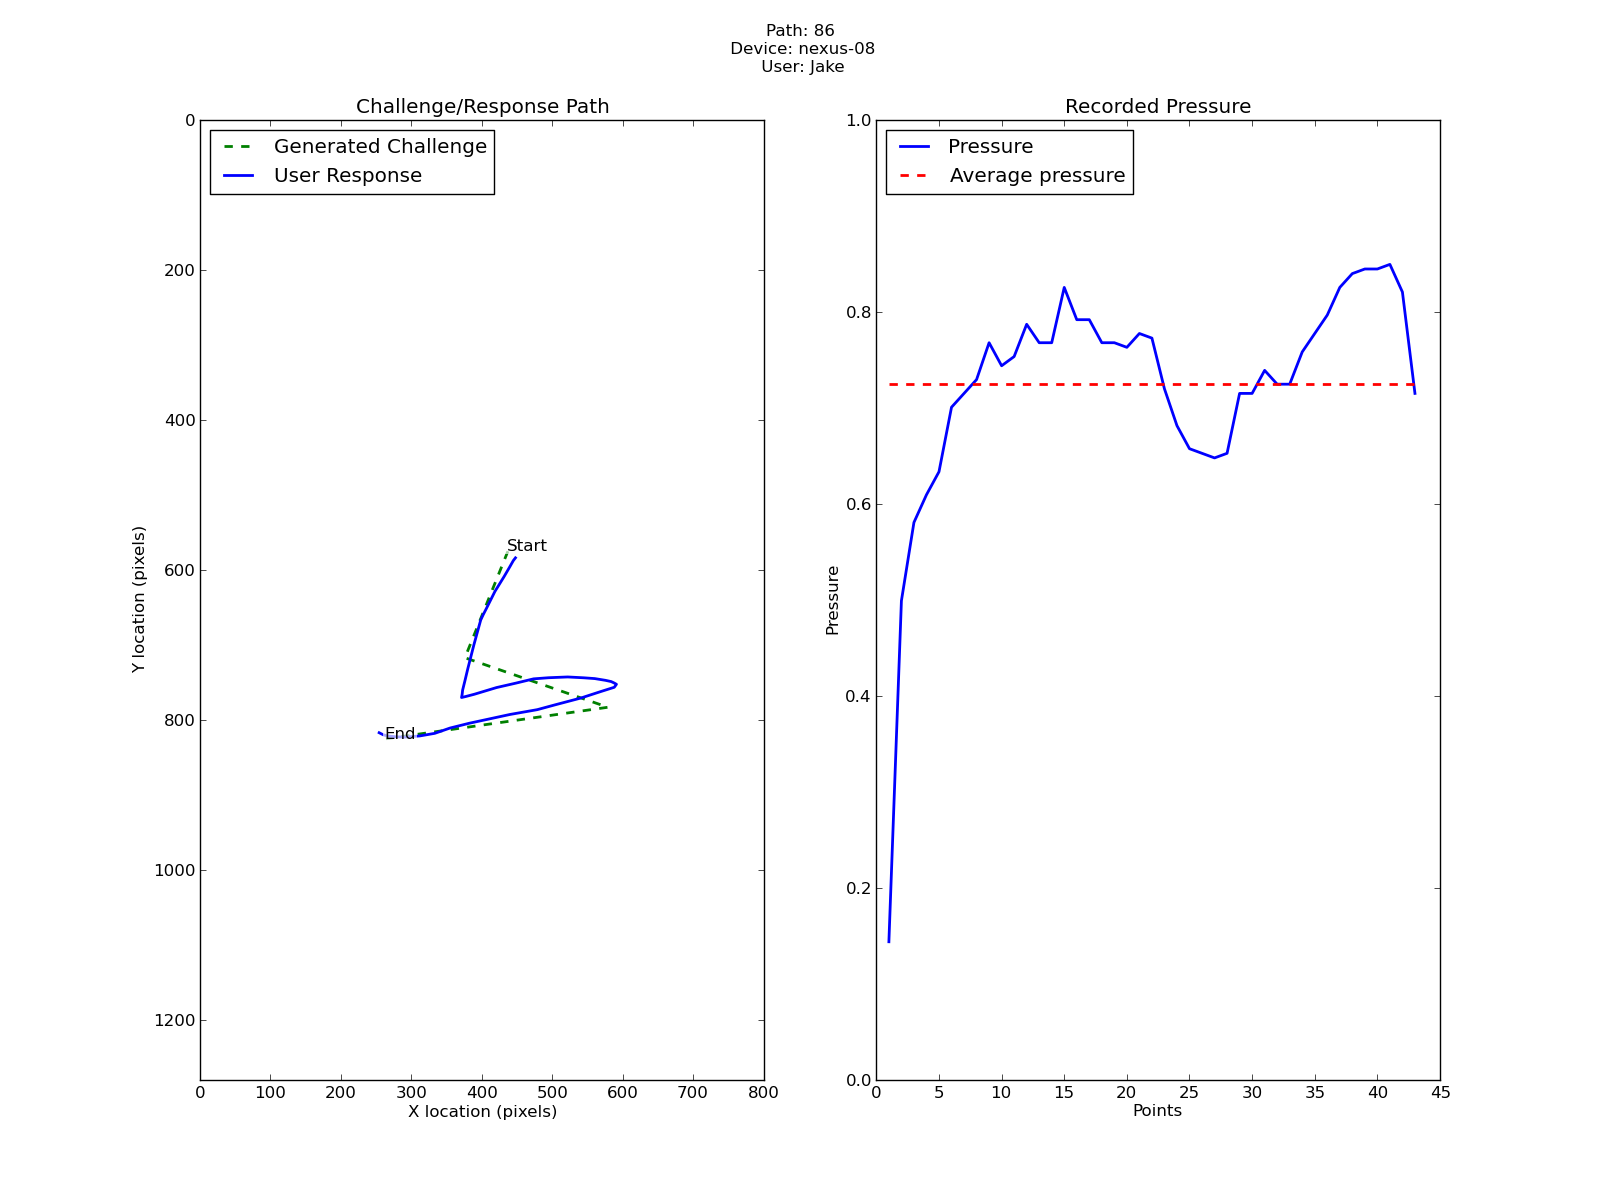 Path: 86
Device: nexus-08
User: Jake
Challenge/Response Path
Generated Challenge
User Response
0
200
400
600
800
1000
1200
Y location (pixels)
Start
End
0 100 200 300 400 500 600 700 800
X location (pixels)
Recorded Pressure
Pressure
Average pressure
1.0
0.8
0.6
0.4
0.2
0.0
Pressure
0 5 10 15 20 25 30 35 40 45
Points